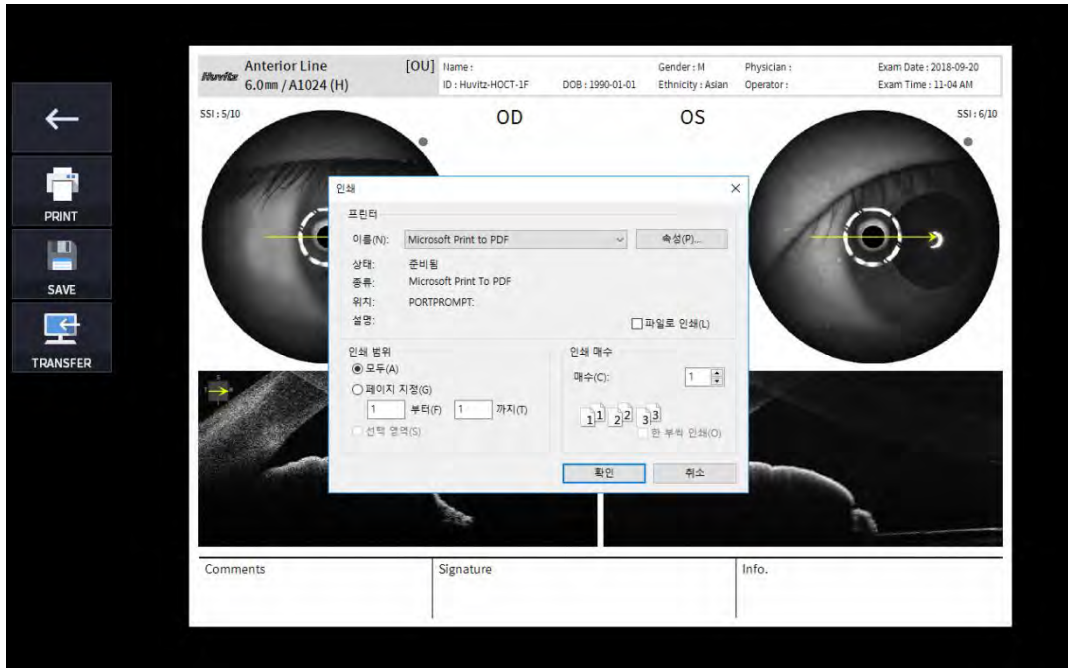 Huvitz
Anterior Line [OU]
6.0mm / A1024 (H)
Name :
ID : Huvitz-HOCT-1F
DOB : 1990-01-01
Gender : M
Ethnicity : Asian
Physician :
Operator :
Exam Date : 2018-09-20
Exam Time : 11-04 AM
SSI : 5/10
OD
OS
SSI : 6/10
PRINT
SAVE
TRANSFER
인쇄
프린터
이름(N): Microsoft Print to PDF 속성(P)...
상태: 준비됨
종류: Microsoft Print To PDF
위치: PORTPROMPT:
설명:
파일로 인쇄(L)
인쇄 범위
모두(A)
페이지 지정(G)
1 부터(F) 1 까지(T)
선택 영역(S)
인쇄 매수
매수(C): 1
1 1 2 2 3 3
한 부씩 인쇄(O)
확인 취소
Comments
Signature
Info.